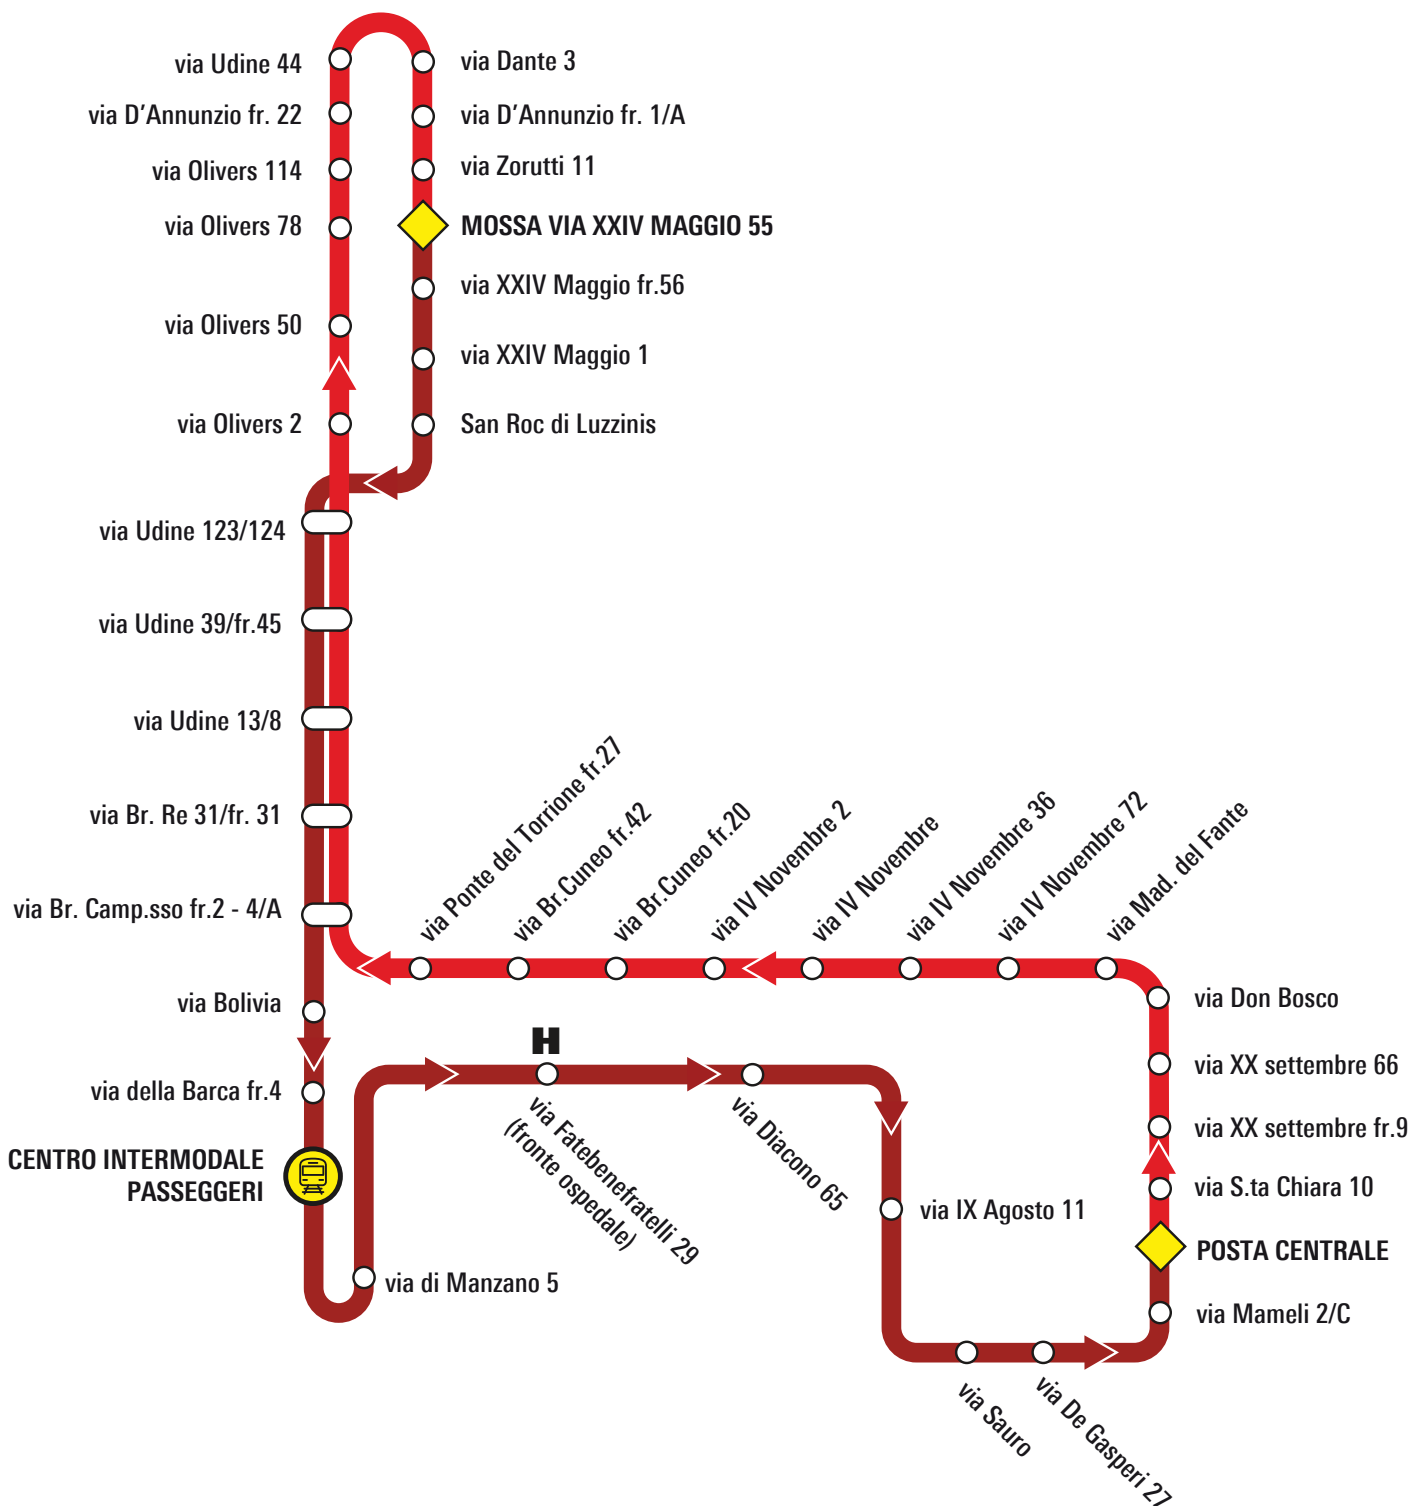 via Udine 44
via Dante 3
via D’Annunzio fr. 22
via D’Annunzio fr. 1/A
via Olivers 114
via Zorutti 11
via Olivers 78
MOSSA VIA XXIV MAGGIO 55
via XXIV Maggio fr.56
via Olivers 50
via XXIV Maggio 1
via Olivers 2
San Roc di Luzzinis
via Udine 123/124
via Udine 39/fr.45
via Udine 13/8
via Br. Re 31/fr. 31
via Br. Camp.sso fr.2 - 4/A
via Ponte del Torrione fr.27
via Br.Cuneo fr.42
via Br.Cuneo fr.20
via IV Novembre 2
via IV Novembre
via IV Novembre 36
via IV Novembre 72
via Mad. del Fante
via Bolivia
via Don Bosco
H
via XX settembre 66
via della Barca fr.4
via XX settembre fr.9
CENTRO INTERMODALE
PASSEGGERI
via Fatebenefratelli 29
(fronte ospedale)
via Diacono 65
via S.ta Chiara 10
via IX Agosto 11
POSTA CENTRALE
via di Manzano 5
via Mameli 2/C
via Sauro
via De Gasperi 27